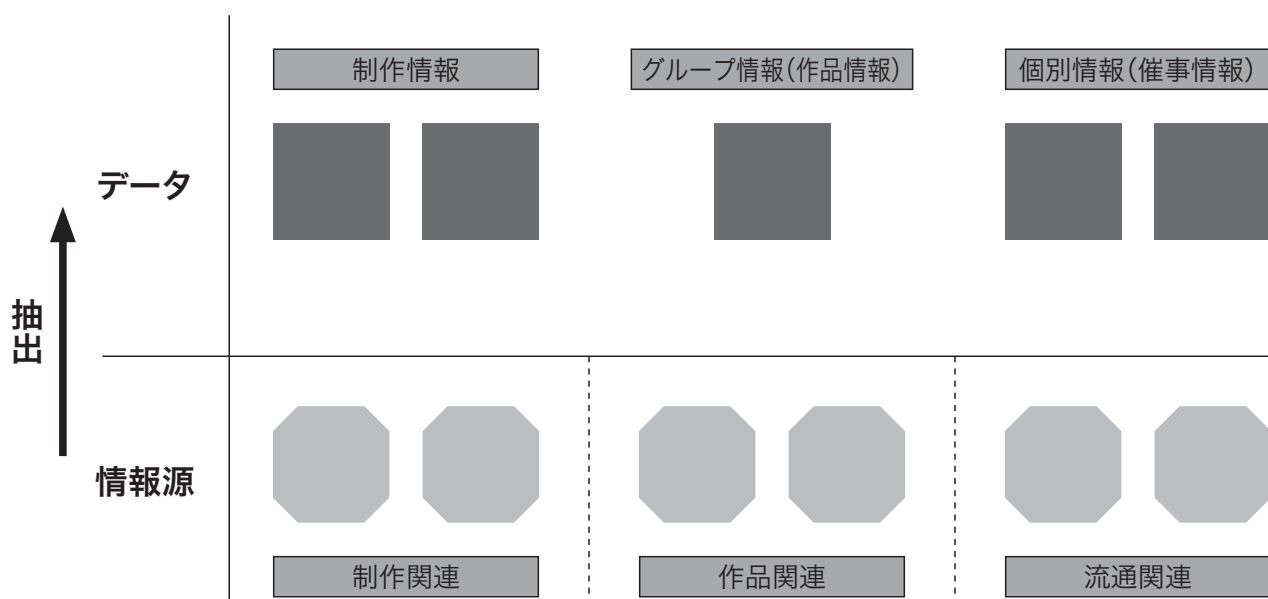 制作情報
グループ情報(作品情報)
個別情報(催事情報)
データ
抽出
情報源
制作関連
作品関連
流通関連